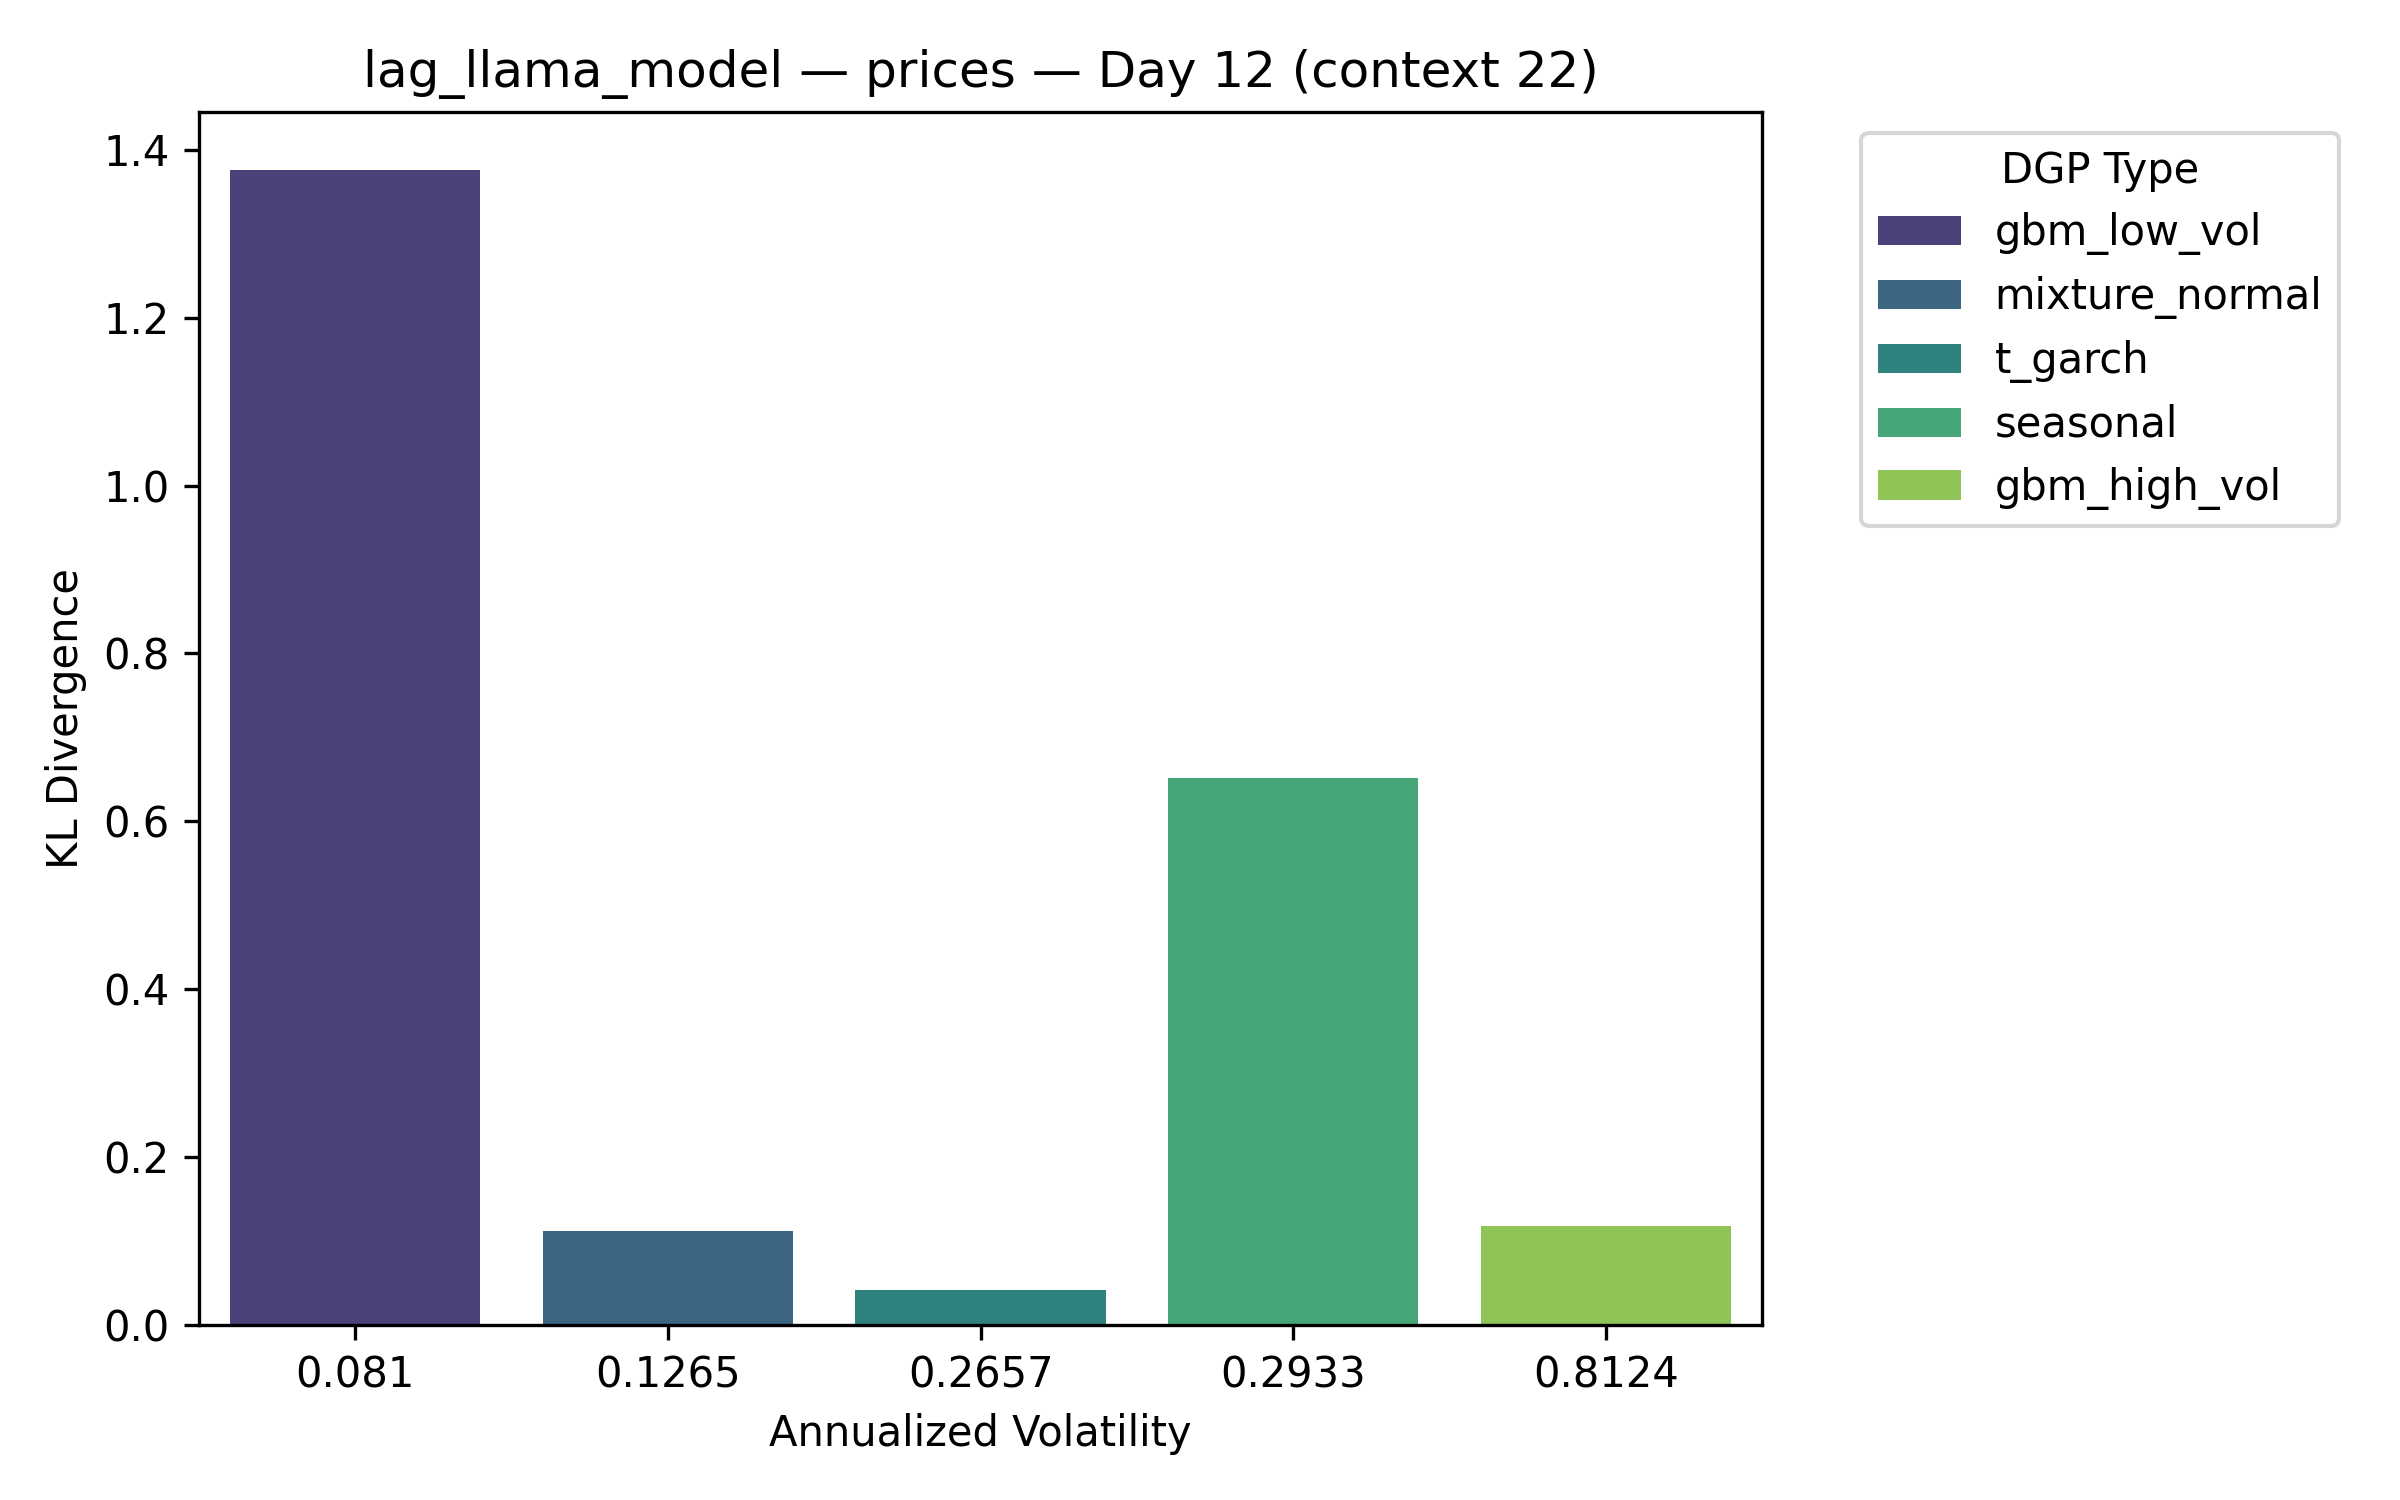 lag_llama_model — prices — Day 12 (context 22)
KL Divergence
1.4
1.2
1.0
0.8
0.6
0.4
0.2
0.0
0.081 0.1265 0.2657 0.2933 0.8124
Annualized Volatility
DGP Type
gbm_low_vol
mixture_normal
t_garch
seasonal
gbm_high_vol